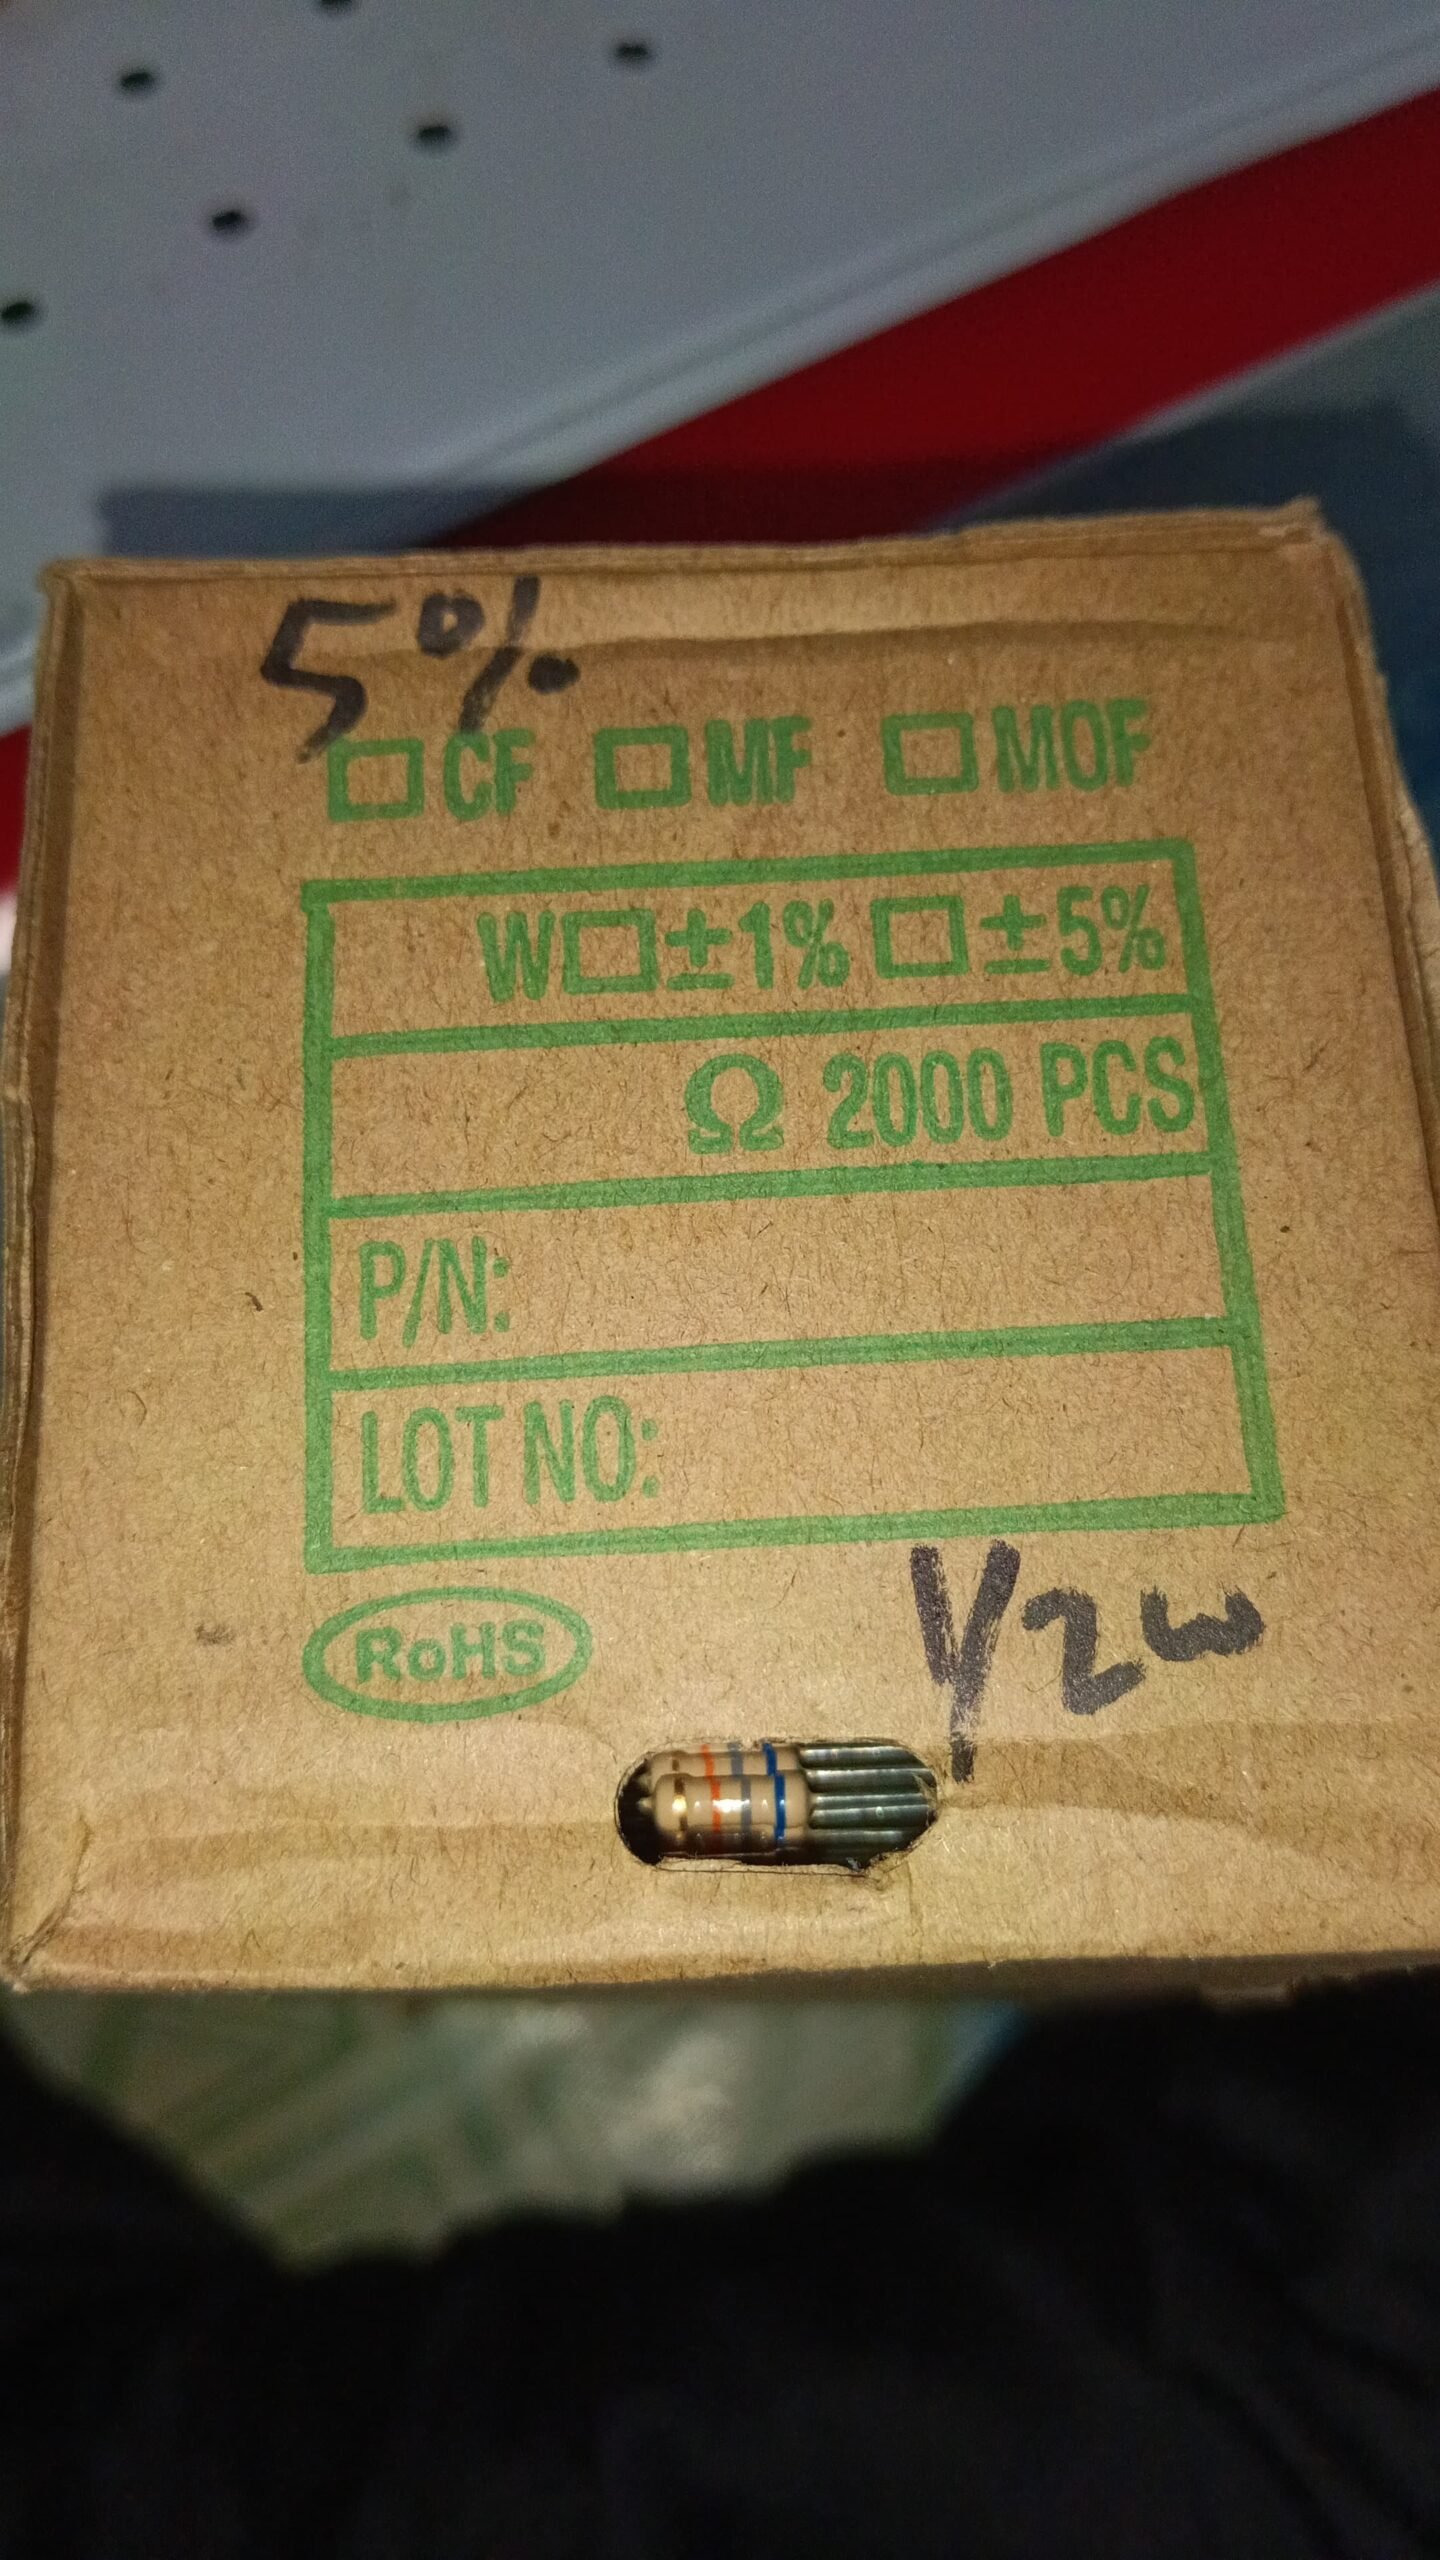 5%
CF MF MOF
W ±1% ±5%
Ω 2000 PCS
P/N:
LOT NO:
1/2w
RoHS